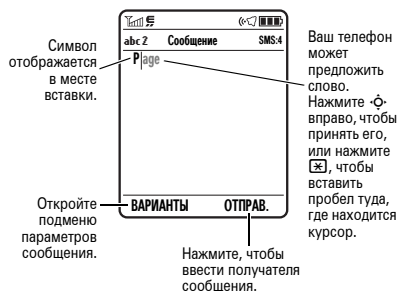 Символ
отображается
в месте
вставки.
abc 2 Сообщение SMS:4
Page
ВАРИАНТЫ ОТПРАВ.
Ваш телефон
может
предложить
слово.
Нажмите
вправо, чтобы
принять его,
или нажмите
*, чтобы
вставить
пробел туда,
где находится
курсор.
Откройте
подменю
параметров
сообщения.
Нажмите, чтобы
ввести получателя
сообщения.